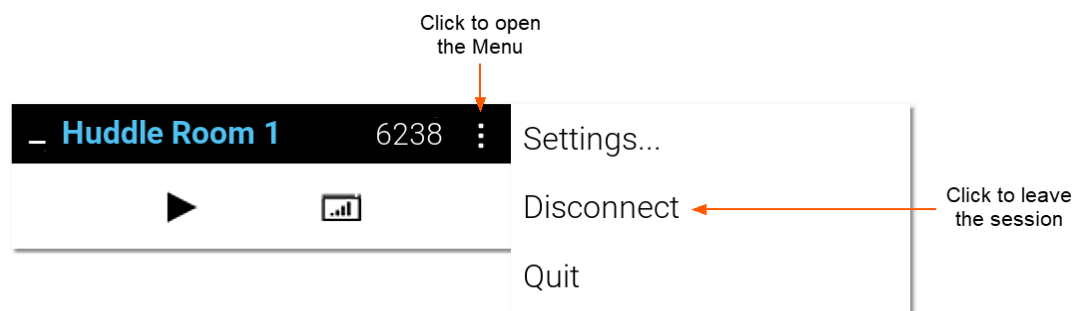 Click to open
the Menu
Huddle Room 1 6238
Settings...
Disconnect
Click to leave
the session
Quit